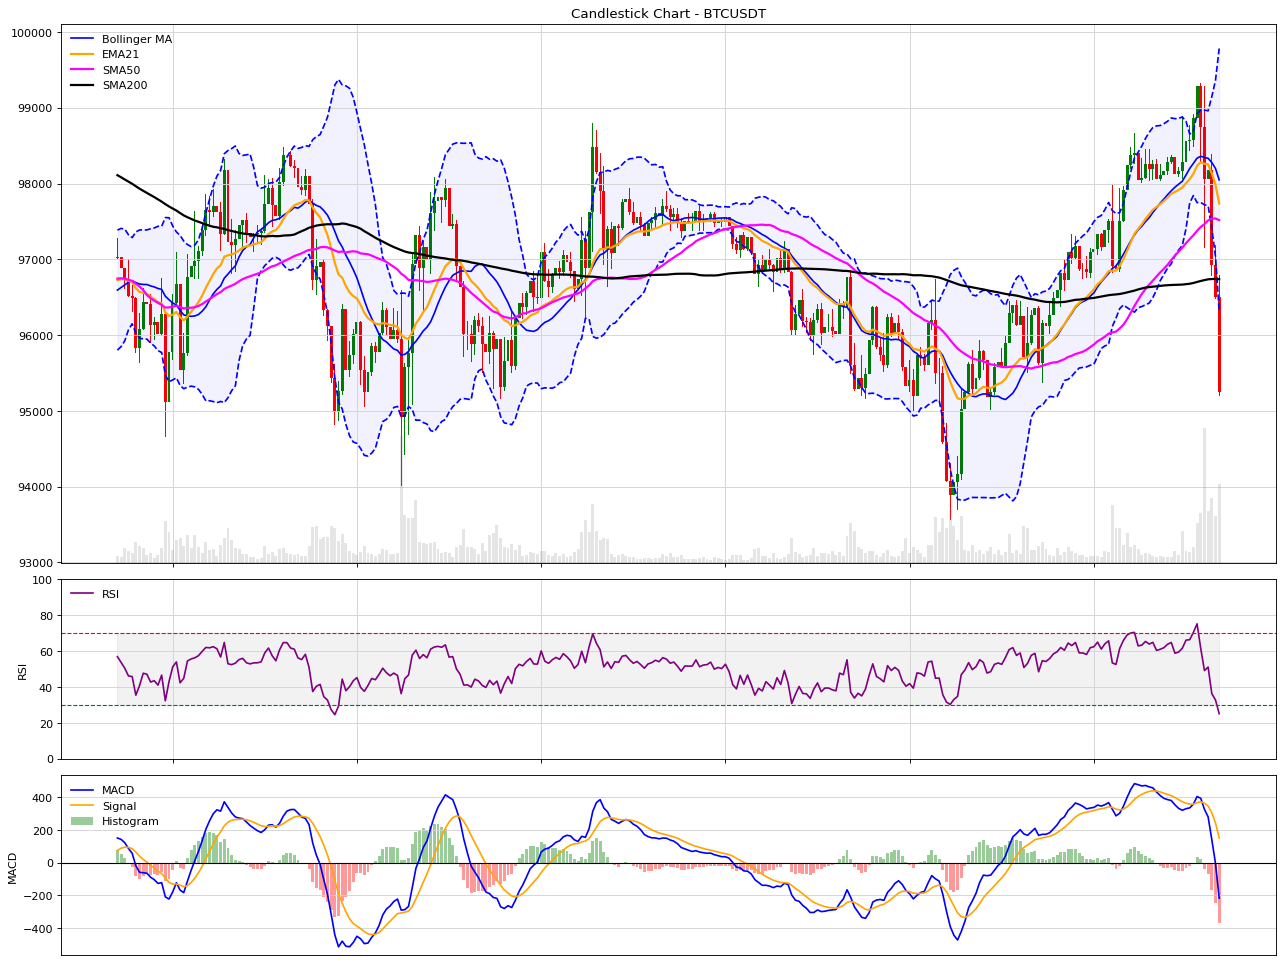 Candlestick Chart - BTCUSDT
100000
99000
98000
97000
96000
95000
94000
93000
Bollinger MA
EMA21
SMA50
SMA200
100
80
60
40
20
0
RSI
RSI
400
200
0
−200
−400
MACD
MACD
Signal
Histogram